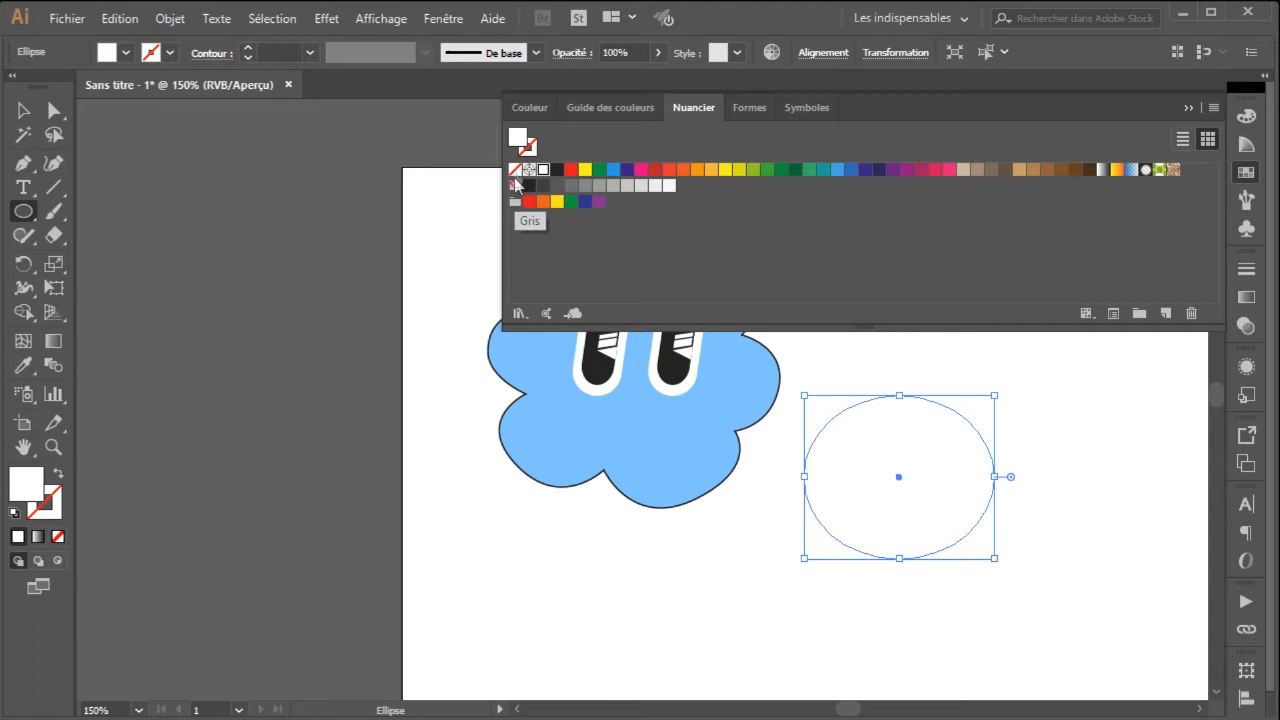 Ai Fichier Edition Objet Texte Sélection Effet Affichage Fenêtre Aide Br St Les indispensables Rechercher dans Adobe Stock
Ellipse Contour : De base Opacité : 100% Style : Alignement Transformation
Sans titre - 1* @ 150% (RVB/Aperçu)
Couleur Guide des couleurs Nuancier Formes Symboles
Gris
150% 1 Ellipse